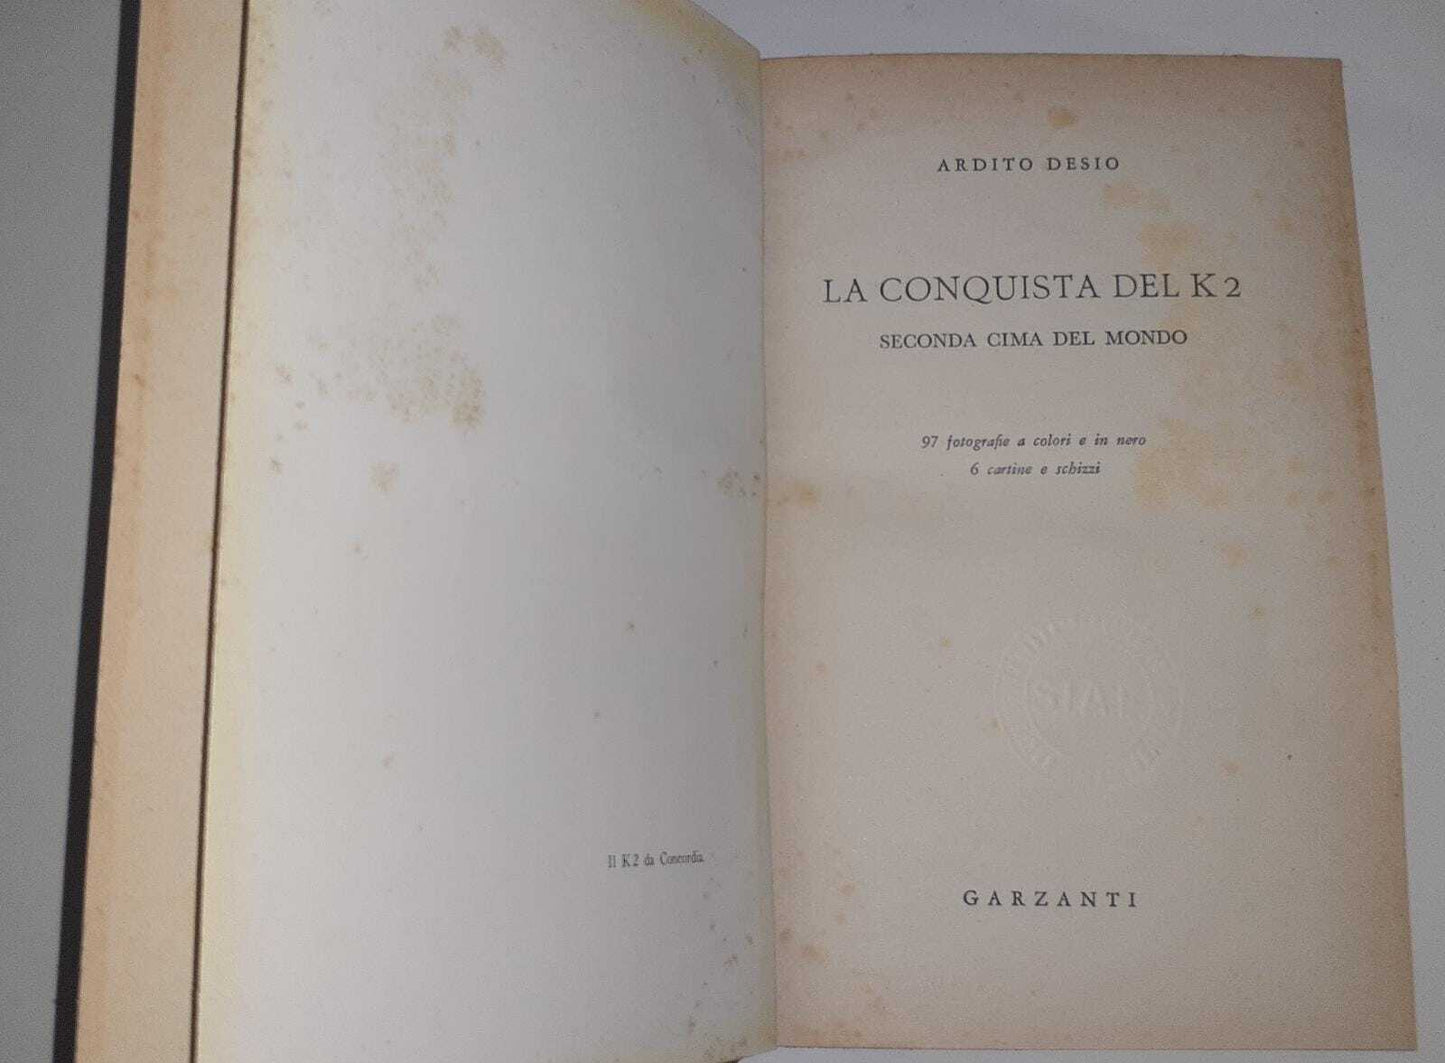 Il K2 da Concordia.
ARDITO DESIO
LA CONQUISTA DEL K2
SECONDA CIMA DEL MONDO
97 fotografie a colori e in nero
6 cartine e schizzi
GARZANTI